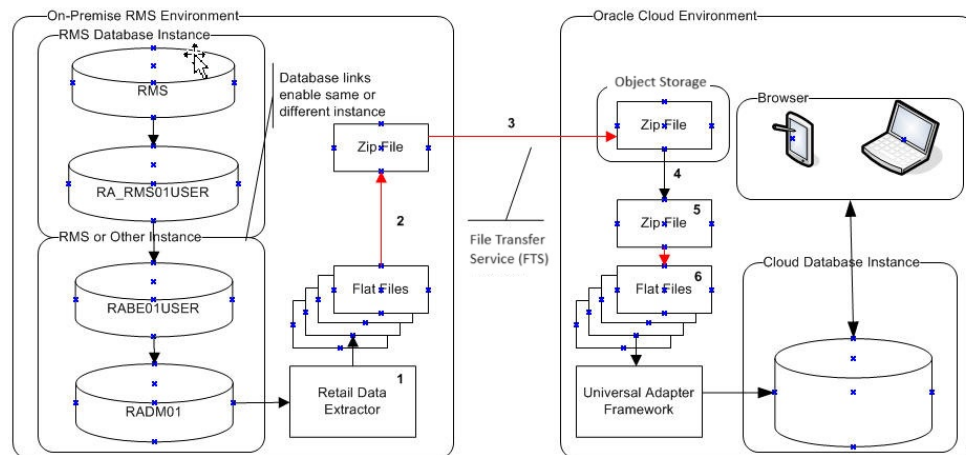 On-Premise RMS Environment
RMS Database Instance
RMS
RA_RMS01USER
RMS or Other Instance
RABE01USER
RADM01
Database links
enable same or
different instance
Zip File
2
Flat Files
1
Retail Data
Extractor
3
File Transfer
Service (FTS)
Oracle Cloud Environment
Object Storage
Zip File
4
5
Zip File
6
Flat Files
Universal Adapter
Framework
Browser
Cloud Database Instance